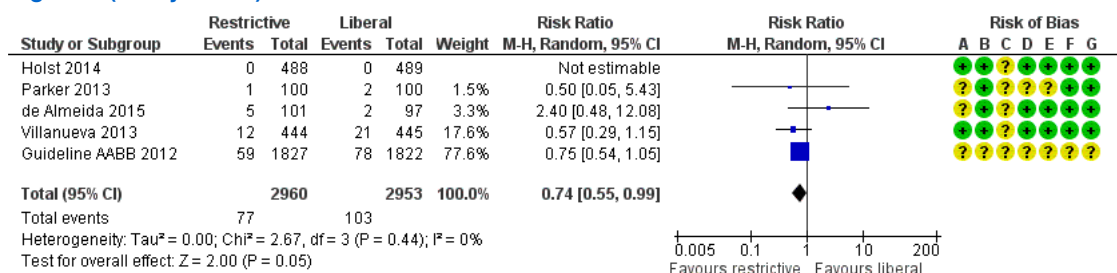 Restrictive Liberal Risk Ratio Risk Ratio Risk of Bias
Study or Subgroup Events Total Events Total Weight M-H, Random, 95% CI M-H, Random, 95% CI A B C D E F G
Holst 2014 0 488 0 489 Not estimable + + ? + + + +
Parker 2013 1 100 2 100 1.5% 0.50 [0.05, 5.43] ? + ? ? ? + +
de Almeida 2015 5 101 2 97 3.3% 2.40 [0.48, 12.08] ? + ? + + + +
Villanueva 2013 12 444 21 445 17.6% 0.57 [0.29, 1.15] + + ? + + + +
Guideline AABB 2012 59 1827 78 1822 77.6% 0.75 [0.54, 1.05] ? ? ? ? ? ? ?
Total (95% CI) 2960 2953 100.0% 0.74 [0.55, 0.99]
Total events 77 103
Heterogeneity: Tau² = 0.00; Chi² = 2.67, df = 3 (P = 0.44); I² = 0%
Test for overall effect: Z = 2.00 (P = 0.05)
0.005 0.1 1 10 200
Favours restrictive Favours liberal